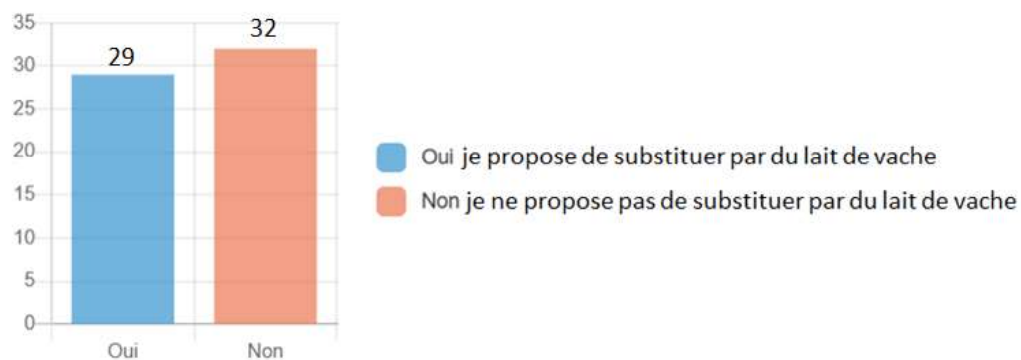 35
30
25
20
15
10
5
0
29
32
Oui
Non
Oui je propose de substituer par du lait de vache
Non je ne propose pas de substituer par du lait de vache